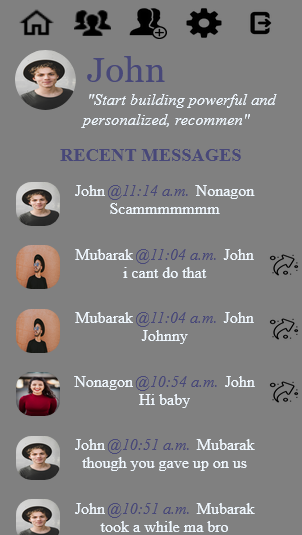 John
"Start building powerful and
personalized, recommen"
RECENT MESSAGES
John @11:14 a.m. Nonagon
Scammmmmmm
Mubarak @11:04 a.m. John
i cant do that
Mubarak @11:04 a.m. John
Johnny
Nonagon @10:54 a.m. John
Hi baby
John @10:51 a.m. Mubarak
though you gave up on us
John @10:51 a.m. Mubarak
took a while ma bro